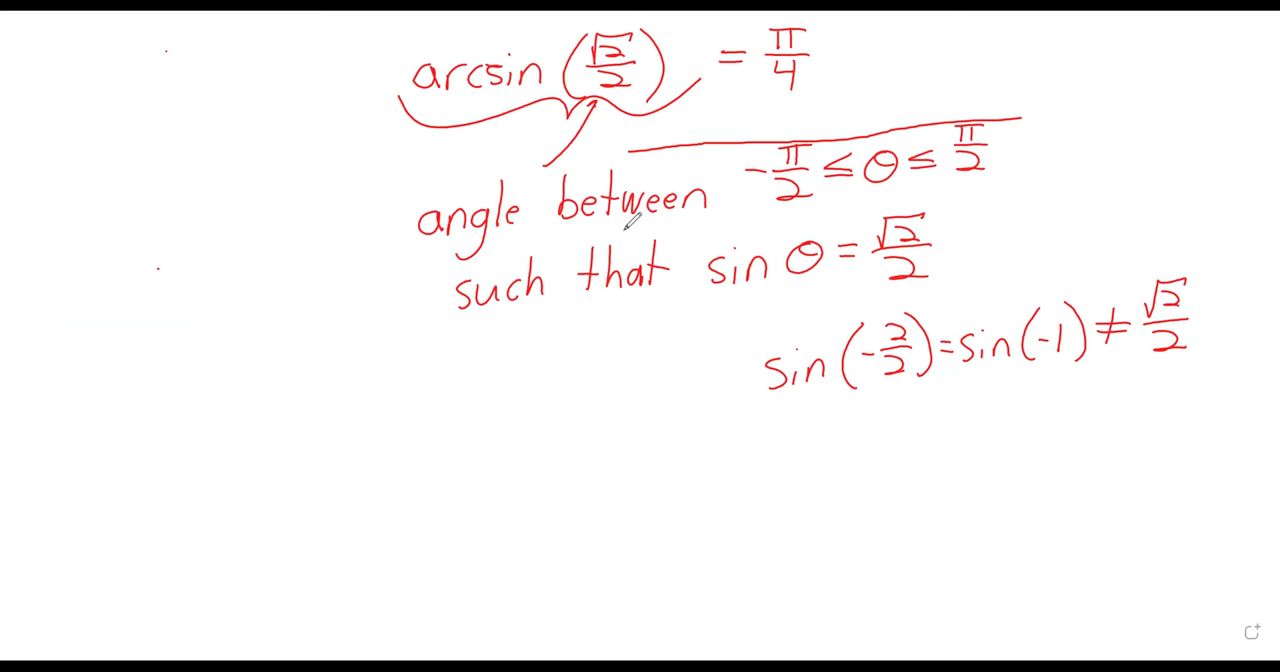 arcsin (√2/2) = π/4
angle between -π/2 ≤ θ ≤ π/2
such that sin θ = √2/2
sin(-2/2) = sin(-1) ≠ √2/2